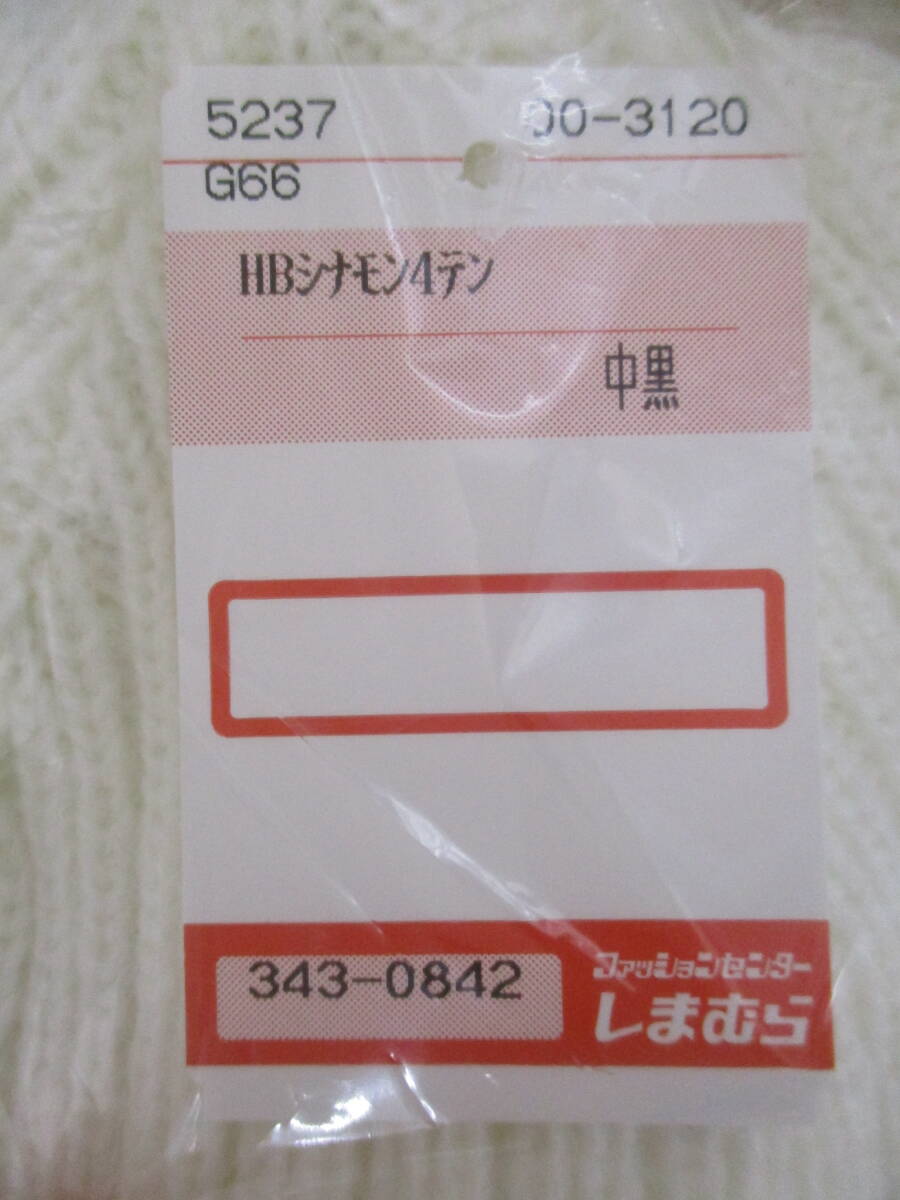 5237 00-3120
G66
HBシナモン4テン
中黒
343-0842
ファッションセンター
しまむら